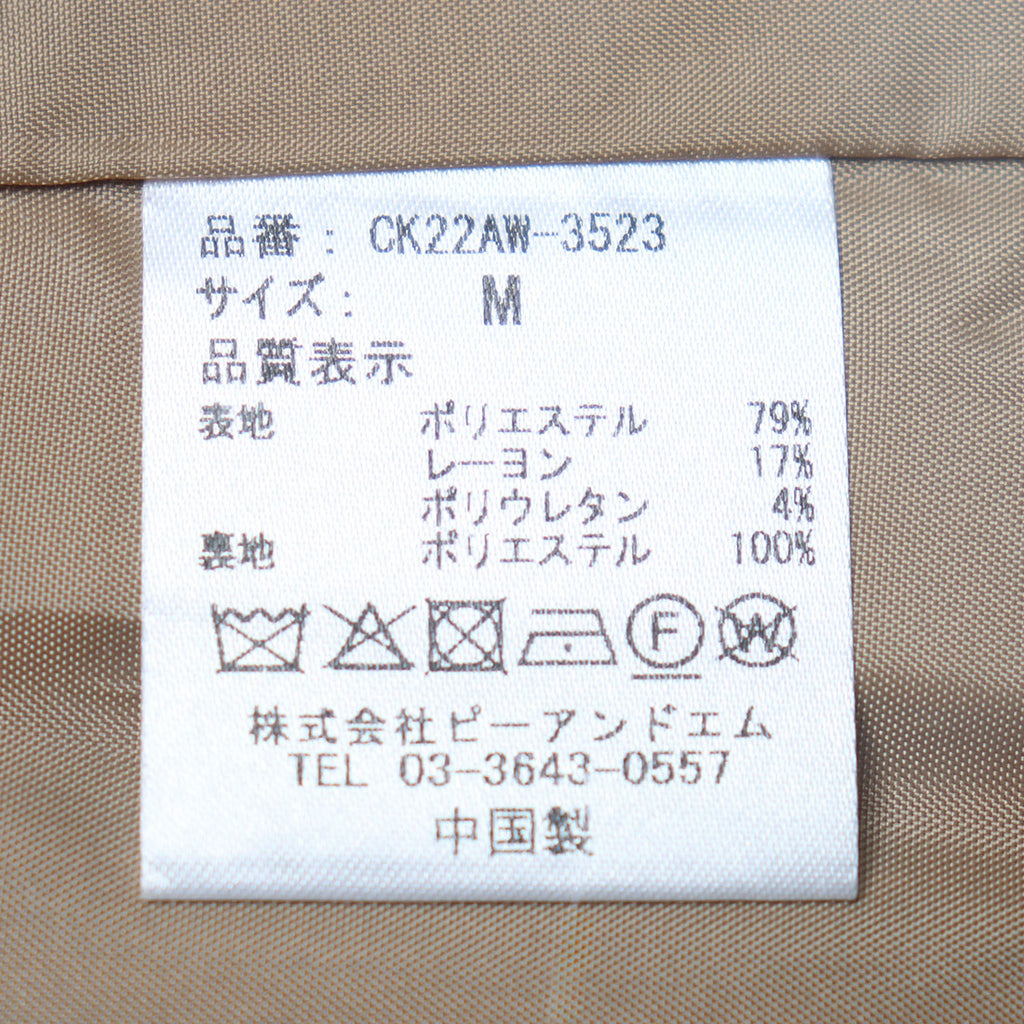 品番: CK22AW-3523
サイズ: M
品質表示
表地 ポリエステル 79%
レーヨン 17%
ポリウレタン 4%
裏地 ポリエステル 100%
F W
株式会社ピーアンドエム
TEL 03-3643-0557
中国製